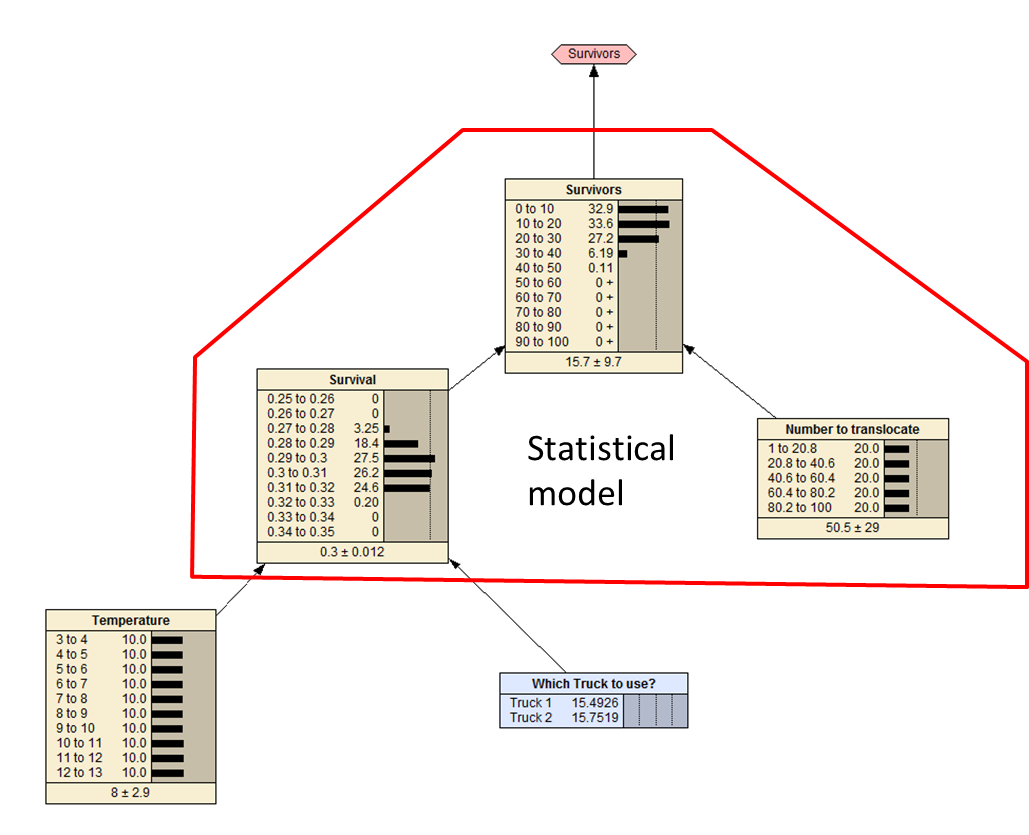 Survivors
Survivors
0 to 10 32.9
10 to 20 33.6
20 to 30 27.2
30 to 40 6.19
40 to 50 0.11
50 to 60 0 +
60 to 70 0 +
70 to 80 0 +
80 to 90 0 +
90 to 100 0 +
15.7 ± 9.7
Survival
0.25 to 0.26 0
0.26 to 0.27 0
0.27 to 0.28 3.25
0.28 to 0.29 18.4
0.29 to 0.3 27.5
0.3 to 0.31 26.2
0.31 to 0.32 24.6
0.32 to 0.33 0.20
0.33 to 0.34 0
0.34 to 0.35 0
0.3 ± 0.012
Statistical
model
Number to translocate
1 to 20.8 20.0
20.8 to 40.6 20.0
40.6 to 60.4 20.0
60.4 to 80.2 20.0
80.2 to 100 20.0
50.5 ± 29
Temperature
3 to 4 10.0
4 to 5 10.0
5 to 6 10.0
6 to 7 10.0
7 to 8 10.0
8 to 9 10.0
9 to 10 10.0
10 to 11 10.0
11 to 12 10.0
12 to 13 10.0
8 ± 2.9
Which Truck to use?
Truck 1 15.4926
Truck 2 15.7519